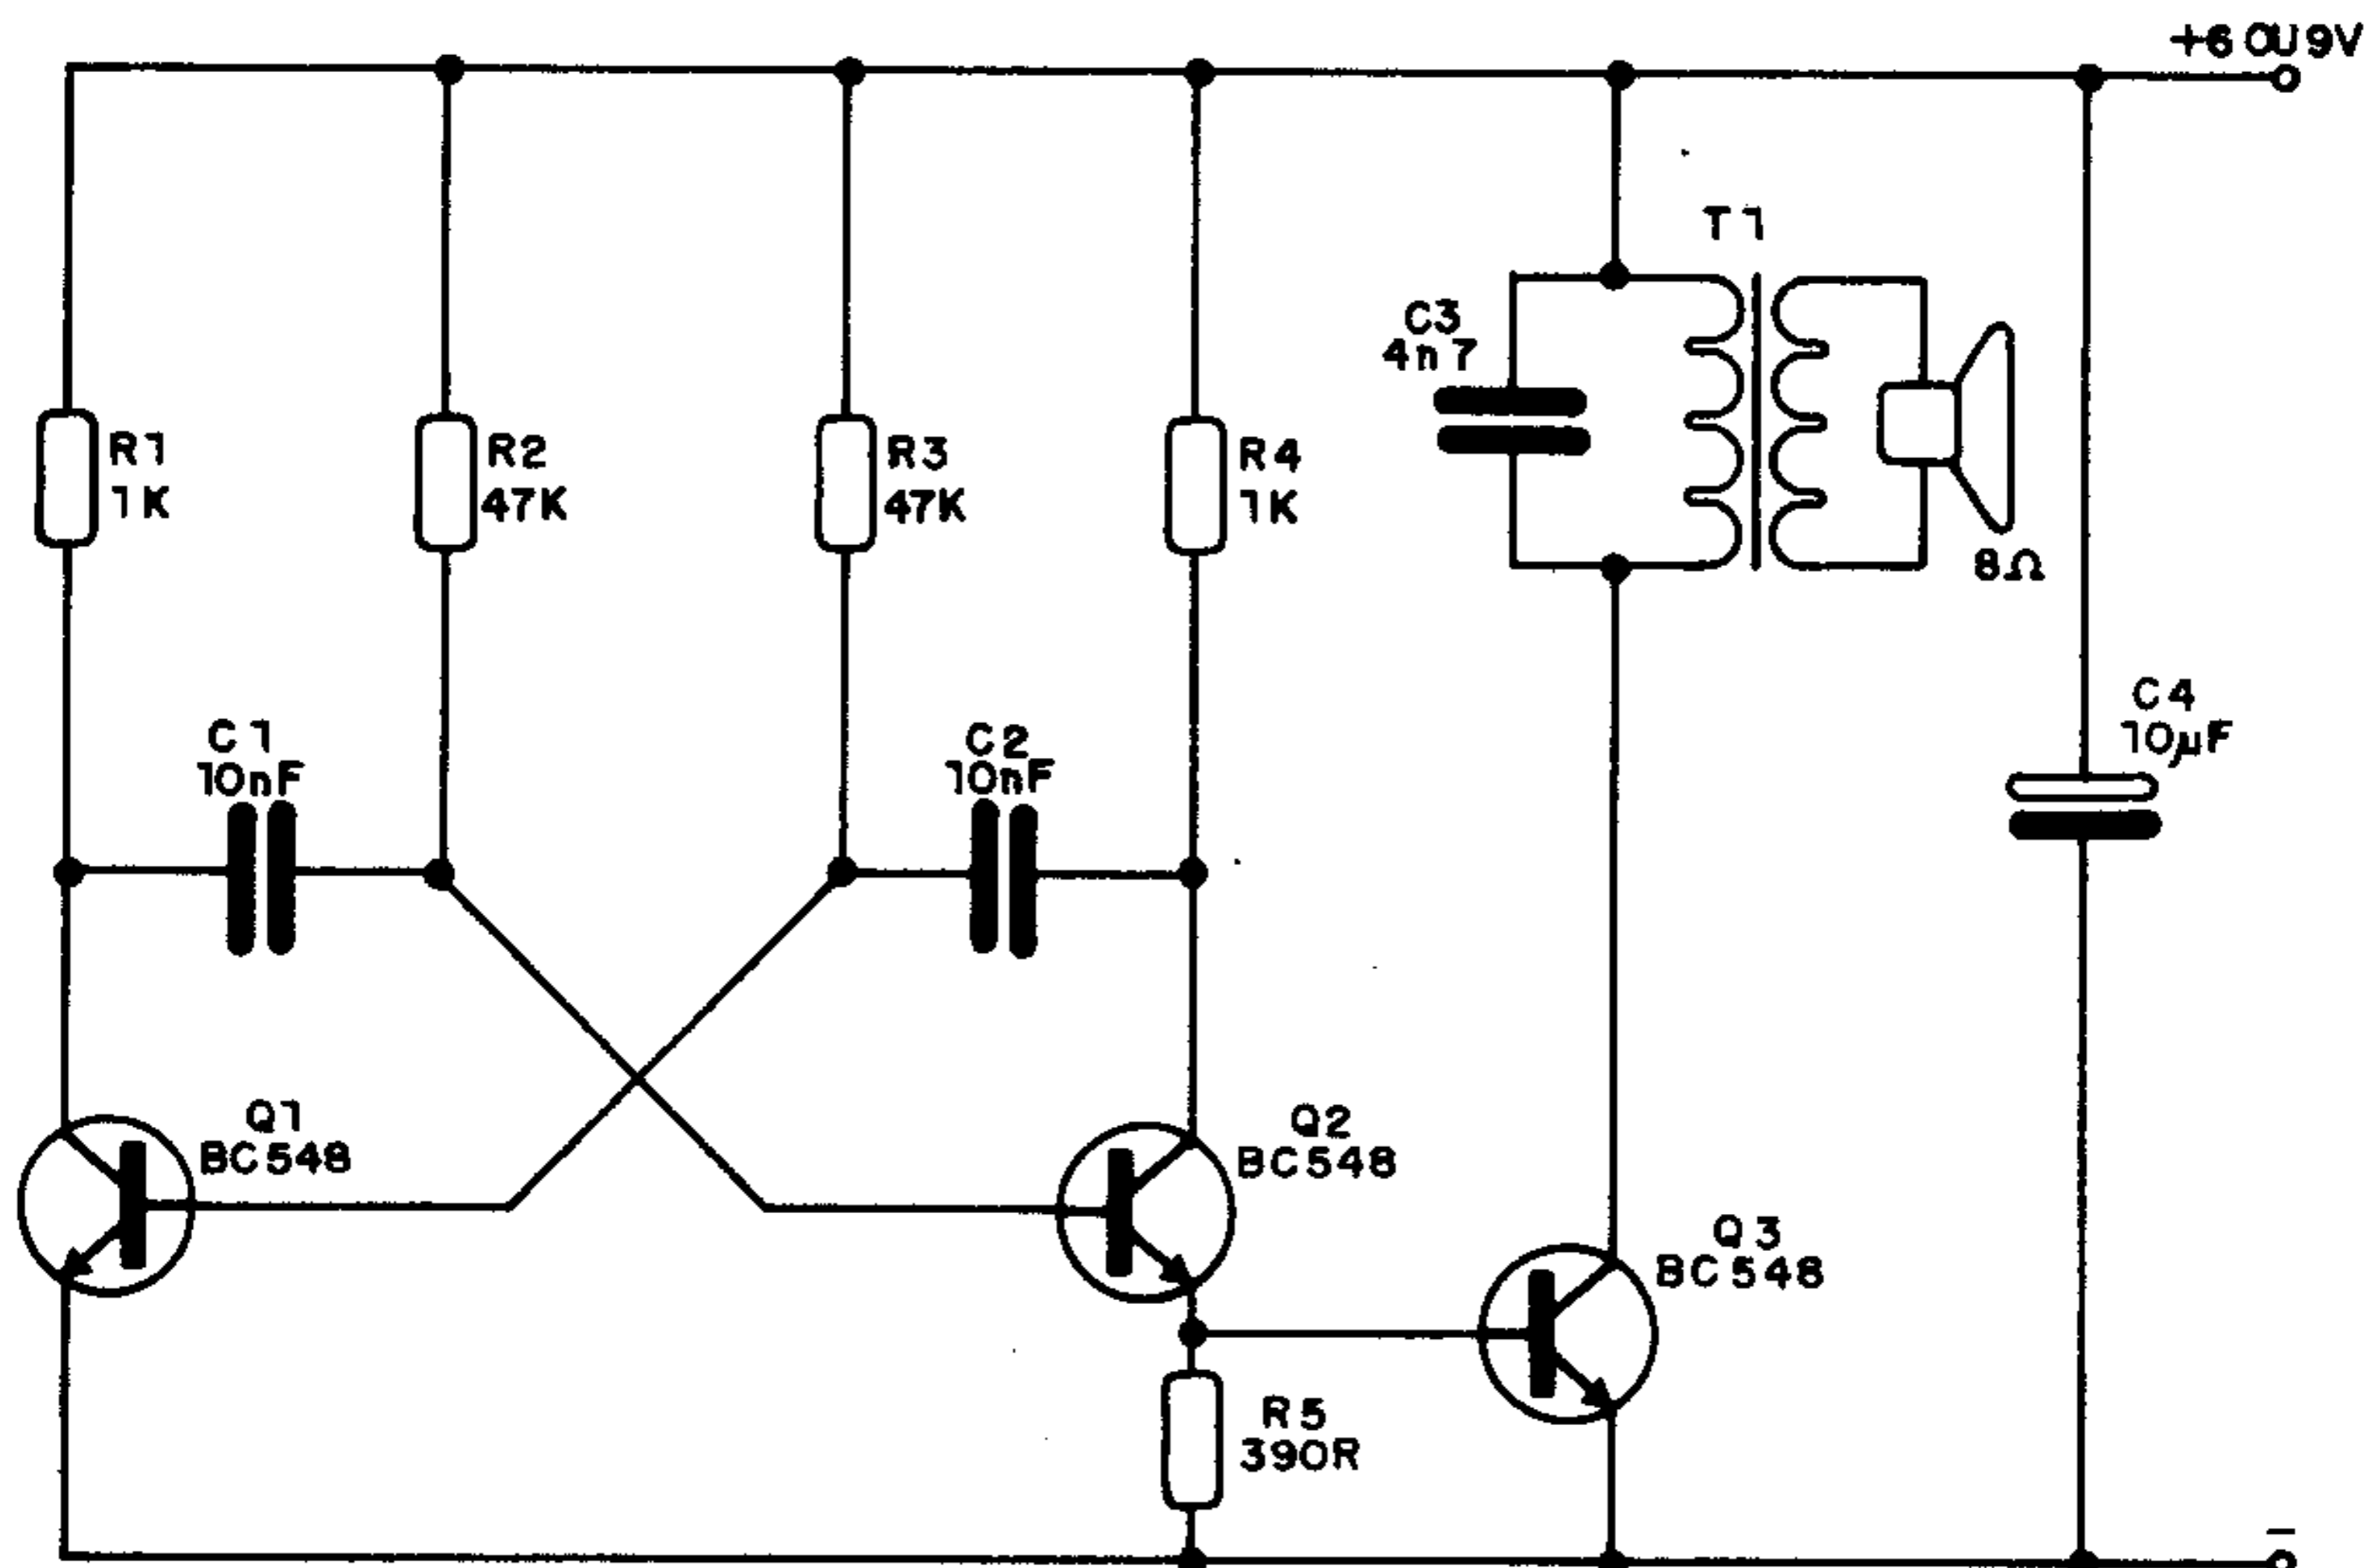 +6 OU 9V
T1
C3
4n7
R1
1K
R2
47K
R3
47K
R4
1K
8Ω
C1
10nF
C2
10nF
C4
10µF
Q1
BC548
Q2
BC548
Q3
BC548
R5
390R
–